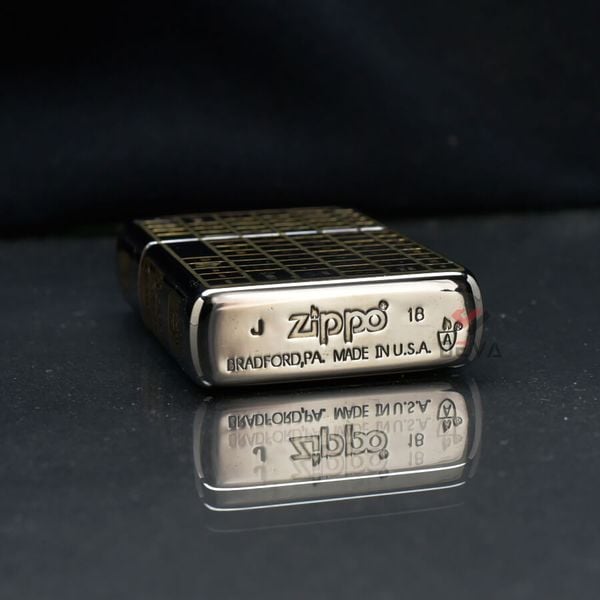 J zippo 18
BRADFORD,PA. MADE IN U.S.A. A